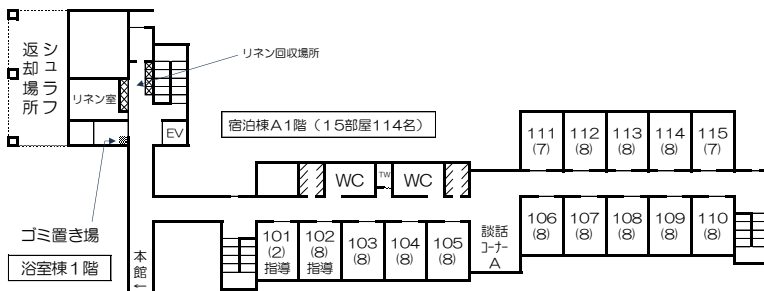 シュラフ
返却場所
リネン回収場所
リネン室
宿泊棟A1階(15部屋114名)
EV
111
(7)
112
(8)
113
(8)
114
(8)
115
(7)
WC
TW
WC
ゴミ置き場
浴室棟1階
本館←
101
(2)
指導
102
(8)
指導
103
(8)
104
(8)
105
(8)
談話
コーナー
A
106
(8)
107
(8)
108
(8)
109
(8)
110
(8)